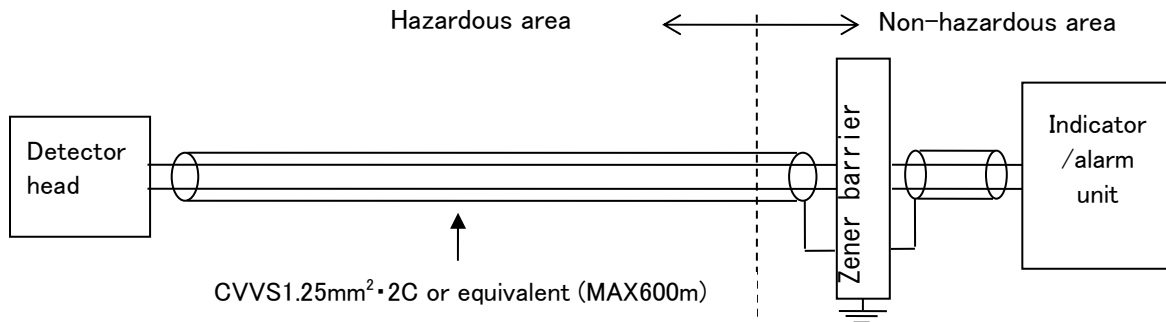 Hazardous area
Non-hazardous area
Detector
head
Zener barrier
Indicator
/alarm
unit
CVVS1.25mm²・2C or equivalent (MAX600m)